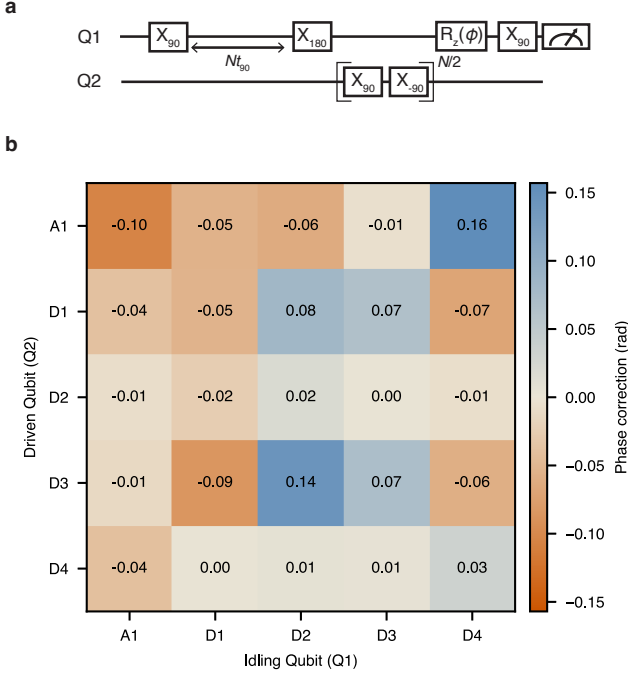 a
Q1 X90 X180 Rz(ϕ) X90
Nt90
Q2 X90 X-90 N/2
b
A1 -0.10 -0.05 -0.06 -0.01 0.16
D1 -0.04 -0.05 0.08 0.07 -0.07
D2 -0.01 -0.02 0.02 0.00 -0.01
D3 -0.01 -0.09 0.14 0.07 -0.06
D4 -0.04 0.00 0.01 0.01 0.03
A1 D1 D2 D3 D4
Idling Qubit (Q1)
Driven Qubit (Q2)
0.15
0.10
0.05
0.00
−0.05
−0.10
−0.15
Phase correction (rad)